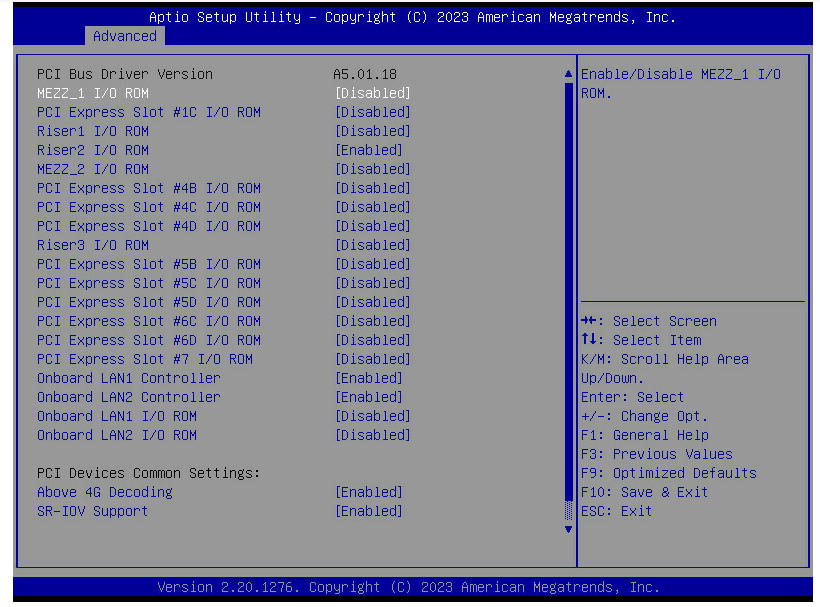 Aptio Setup Utility – Copyright (C) 2023 American Megatrends, Inc.
Advanced
PCI Bus Driver Version A5.01.18
MEZZ_1 I/O ROM [Disabled]
PCI Express Slot #1C I/O ROM [Disabled]
Riser1 I/O ROM [Disabled]
Riser2 I/O ROM [Enabled]
MEZZ_2 I/O ROM [Disabled]
PCI Express Slot #4B I/O ROM [Disabled]
PCI Express Slot #4C I/O ROM [Disabled]
PCI Express Slot #4D I/O ROM [Disabled]
Riser3 I/O ROM [Disabled]
PCI Express Slot #5B I/O ROM [Disabled]
PCI Express Slot #5C I/O ROM [Disabled]
PCI Express Slot #5D I/O ROM [Disabled]
PCI Express Slot #6C I/O ROM [Disabled]
PCI Express Slot #6D I/O ROM [Disabled]
PCI Express Slot #7 I/O ROM [Disabled]
Onboard LAN1 Controller [Enabled]
Onboard LAN2 Controller [Enabled]
Onboard LAN1 I/O ROM [Disabled]
Onboard LAN2 I/O ROM [Disabled]
PCI Devices Common Settings:
Above 4G Decoding [Enabled]
SR-IOV Support [Enabled]
Enable/Disable MEZZ_1 I/O
ROM.
→←: Select Screen
↑↓: Select Item
K/M: Scroll Help Area
Up/Down.
Enter: Select
+/-: Change Opt.
F1: General Help
F3: Previous Values
F9: Optimized Defaults
F10: Save & Exit
ESC: Exit
Version 2.20.1276. Copyright (C) 2023 American Megatrends, Inc.